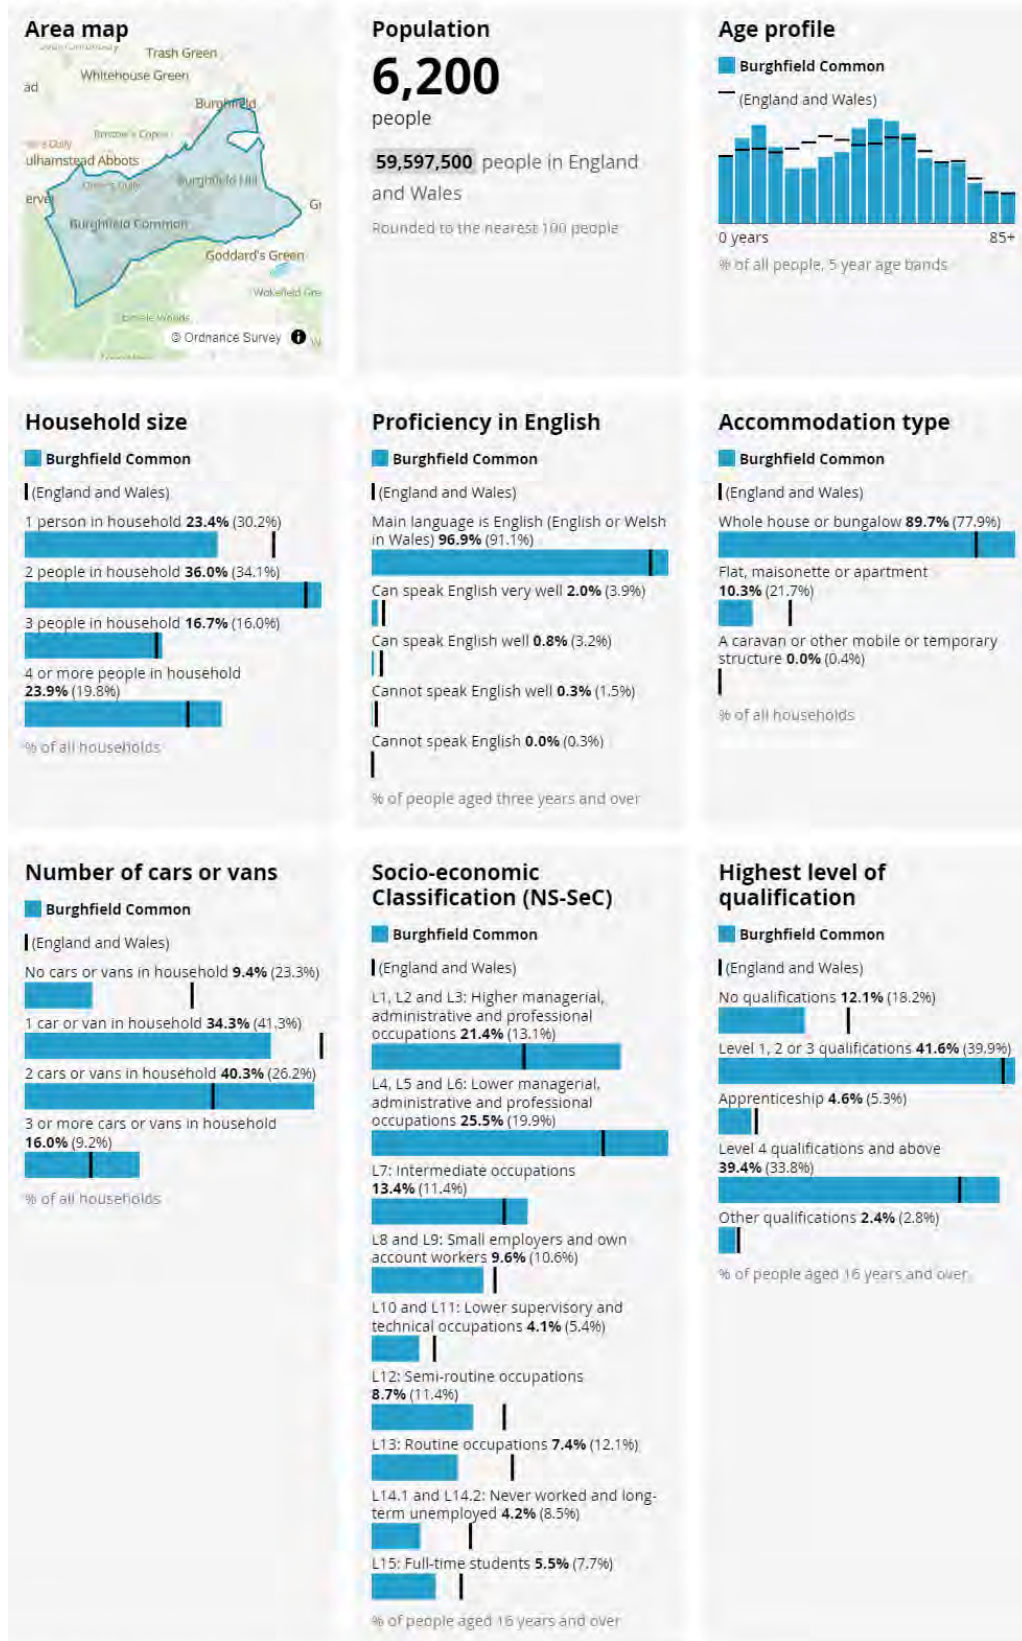 Area map
Trash Green
Whitehouse Green
ad
Burghfield
ulhamstead Abbots
Burghfield Hill
Burghfield Common
Goddard's Green
© Ordnance Survey
Population
6,200
people
59,597,500 people in England
and Wales
Rounded to the nearest 100 people
Age profile
Burghfield Common
(England and Wales)
0 years
85+
% of all people, 5 year age bands
Household size
Burghfield Common
(England and Wales)
1 person in household 23.4% (30.2%)
2 people in household 36.0% (34.1%)
3 people in household 16.7% (16.0%)
4 or more people in household
23.9% (19.8%)
% of all households
Proficiency in English
Burghfield Common
(England and Wales)
Main language is English (English or Welsh
in Wales) 96.9% (91.1%)
Can speak English very well 2.0% (3.9%)
Can speak English well 0.8% (3.2%)
Cannot speak English well 0.3% (1.5%)
Cannot speak English 0.0% (0.3%)
% of people aged three years and over
Accommodation type
Burghfield Common
(England and Wales)
Whole house or bungalow 89.7% (77.9%)
Flat, maisonette or apartment
10.3% (21.7%)
A caravan or other mobile or temporary
structure 0.0% (0.4%)
% of all households
Number of cars or vans
Burghfield Common
(England and Wales)
No cars or vans in household 9.4% (23.3%)
1 car or van in household 34.3% (41.3%)
2 cars or vans in household 40.3% (26.2%)
3 or more cars or vans in household
16.0% (9.2%)
% of all households
Socio-economic
Classification (NS-SeC)
Burghfield Common
(England and Wales)
L1, L2 and L3: Higher managerial,
administrative and professional
occupations 21.4% (13.1%)
L4, L5 and L6: Lower managerial,
administrative and professional
occupations 25.5% (19.9%)
L7: Intermediate occupations
13.4% (11.4%)
L8 and L9: Small employers and own
account workers 9.6% (10.6%)
L10 and L11: Lower supervisory and
technical occupations 4.1% (5.4%)
L12: Semi-routine occupations
8.7% (11.4%)
L13: Routine occupations 7.4% (12.1%)
L14.1 and L14.2: Never worked and long-
term unemployed 4.2% (8.5%)
L15: Full-time students 5.5% (7.7%)
% of people aged 16 years and over
Highest level of
qualification
Burghfield Common
(England and Wales)
No qualifications 12.1% (18.2%)
Level 1, 2 or 3 qualifications 41.6% (39.9%)
Apprenticeship 4.6% (5.3%)
Level 4 qualifications and above
39.4% (33.8%)
Other qualifications 2.4% (2.8%)
% of people aged 16 years and over